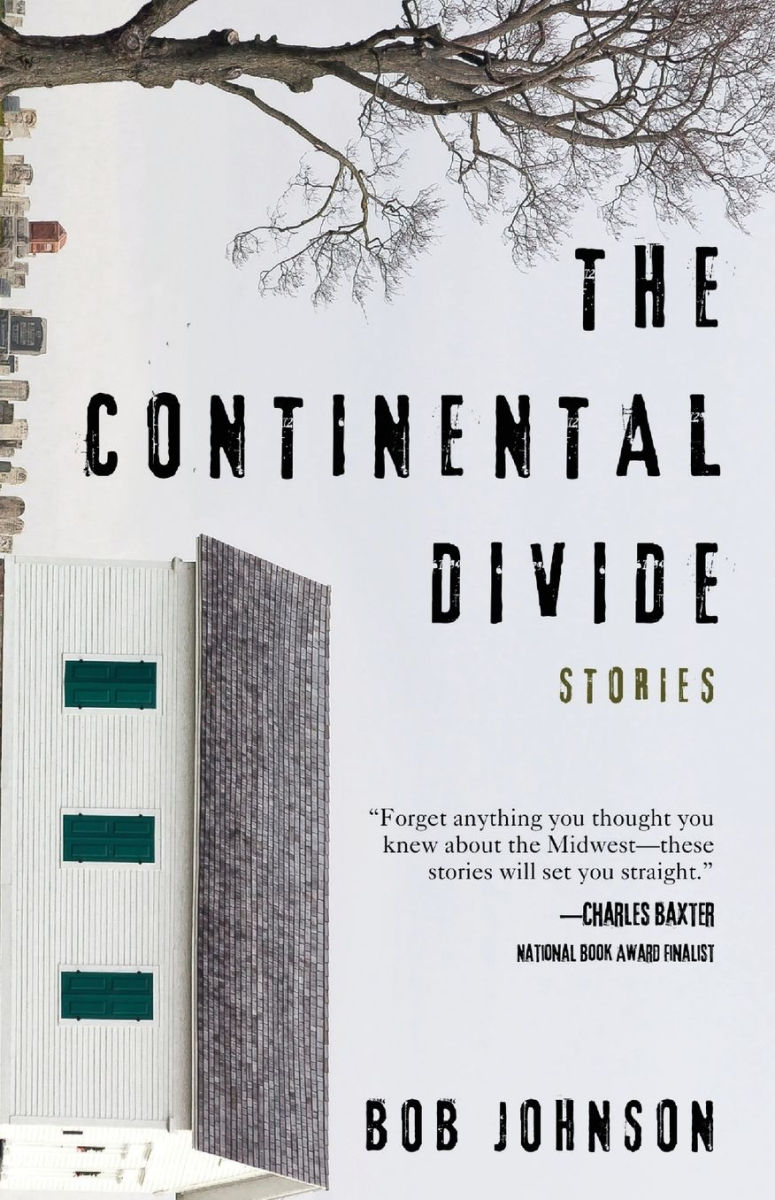 THE
CONTINENTAL
DIVIDE
STORIES
“Forget anything you thought you
knew about the Midwest—these
stories will set you straight.”
—CHARLES BAXTER
NATIONAL BOOK AWARD FINALIST
BOB JOHNSON